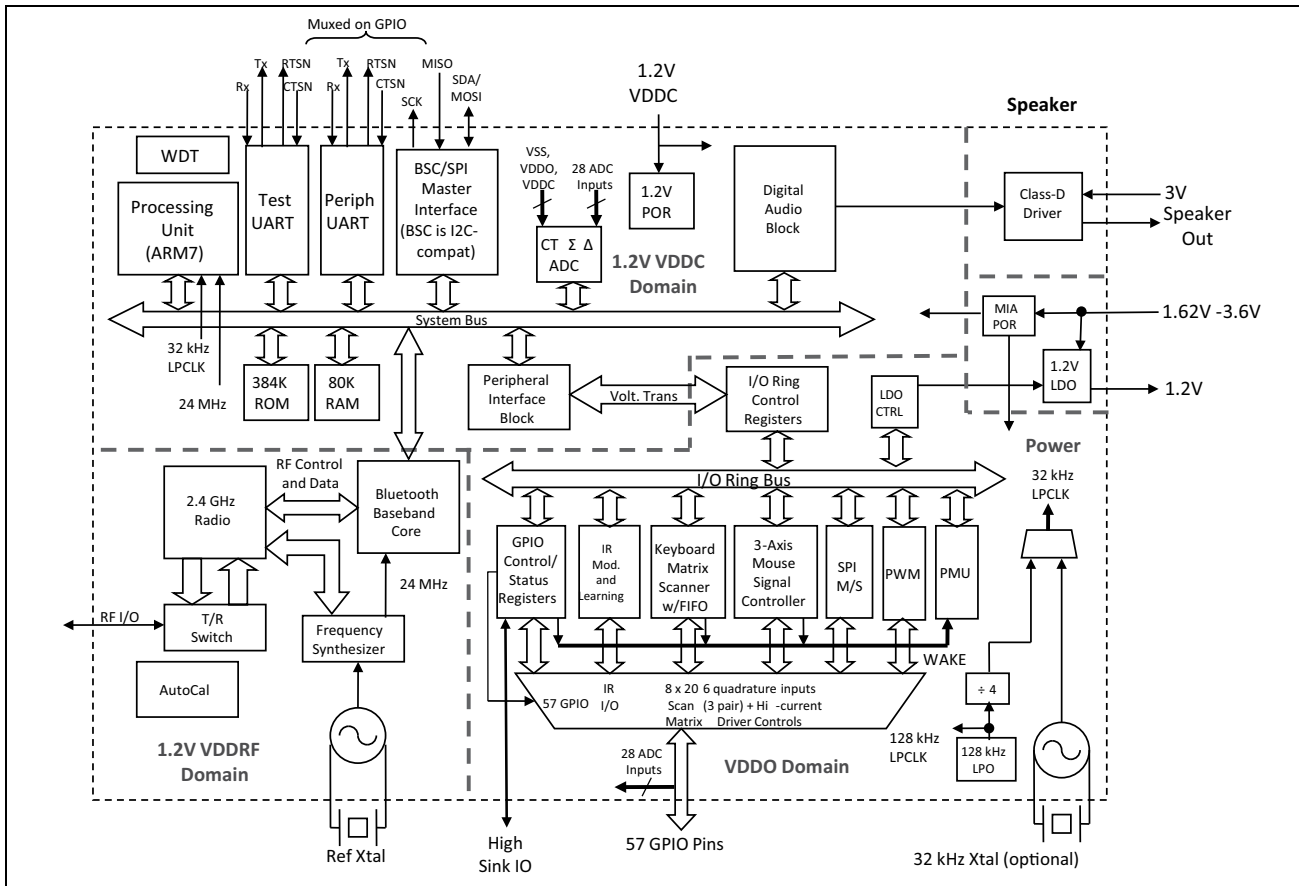 Muxed on GPIO
Tx
RTSN
Tx
RTSN
MISO
Rx
CTSN
Rx
CTSN
SCK
SDA/
MOSI
1.2V
VDDC
Speaker
WDT
Processing
Unit
(ARM7)
Test
UART
Periph
UART
BSC/SPI
Master
Interface
(BSC is I2C-
compat)
VSS,
VDDO,
VDDC
28 ADC
Inputs
CT Σ Δ
ADC
1.2V
POR
1.2V VDDC
Domain
Digital
Audio
Block
Class-D
Driver
3V
Speaker
Out
System Bus
MIA
POR
1.62V -3.6V
1.2V
LDO
1.2V
32 kHz
LPCLK
24 MHz
384K
ROM
80K
RAM
Peripheral
Interface
Block
Volt. Trans
I/O Ring
Control
Registers
LDO
CTRL
Power
2.4 GHz
Radio
RF Control
and Data
Bluetooth
Baseband
Core
I/O Ring Bus
32 kHz
LPCLK
GPIO
Control/
Status
Registers
IR
Mod.
and
Learning
Keyboard
Matrix
Scanner
w/FIFO
3-Axis
Mouse
Signal
Controller
SPI
M/S
PWM
PMU
24 MHz
RF I/O
T/R
Switch
Frequency
Synthesizer
WAKE
AutoCal
57 GPIO
IR
I/O
8 x 20 6 quadrature inputs
Scan (3 pair) + Hi -current
Matrix Driver Controls
÷ 4
128 kHz
LPCLK
128 kHz
LPO
1.2V VDDRF
Domain
28 ADC
Inputs
VDDO Domain
Ref Xtal
High
Sink IO
57 GPIO Pins
32 kHz Xtal (optional)